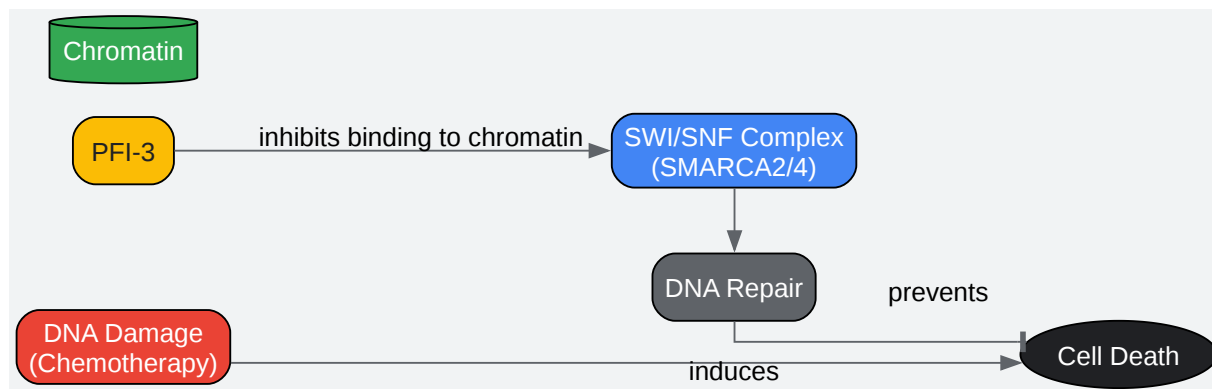 Chromatin
PFI-3
inhibits binding to chromatin
SWI/SNF Complex
(SMARCA2/4)
DNA Repair
prevents
DNA Damage
(Chemotherapy)
induces
Cell Death